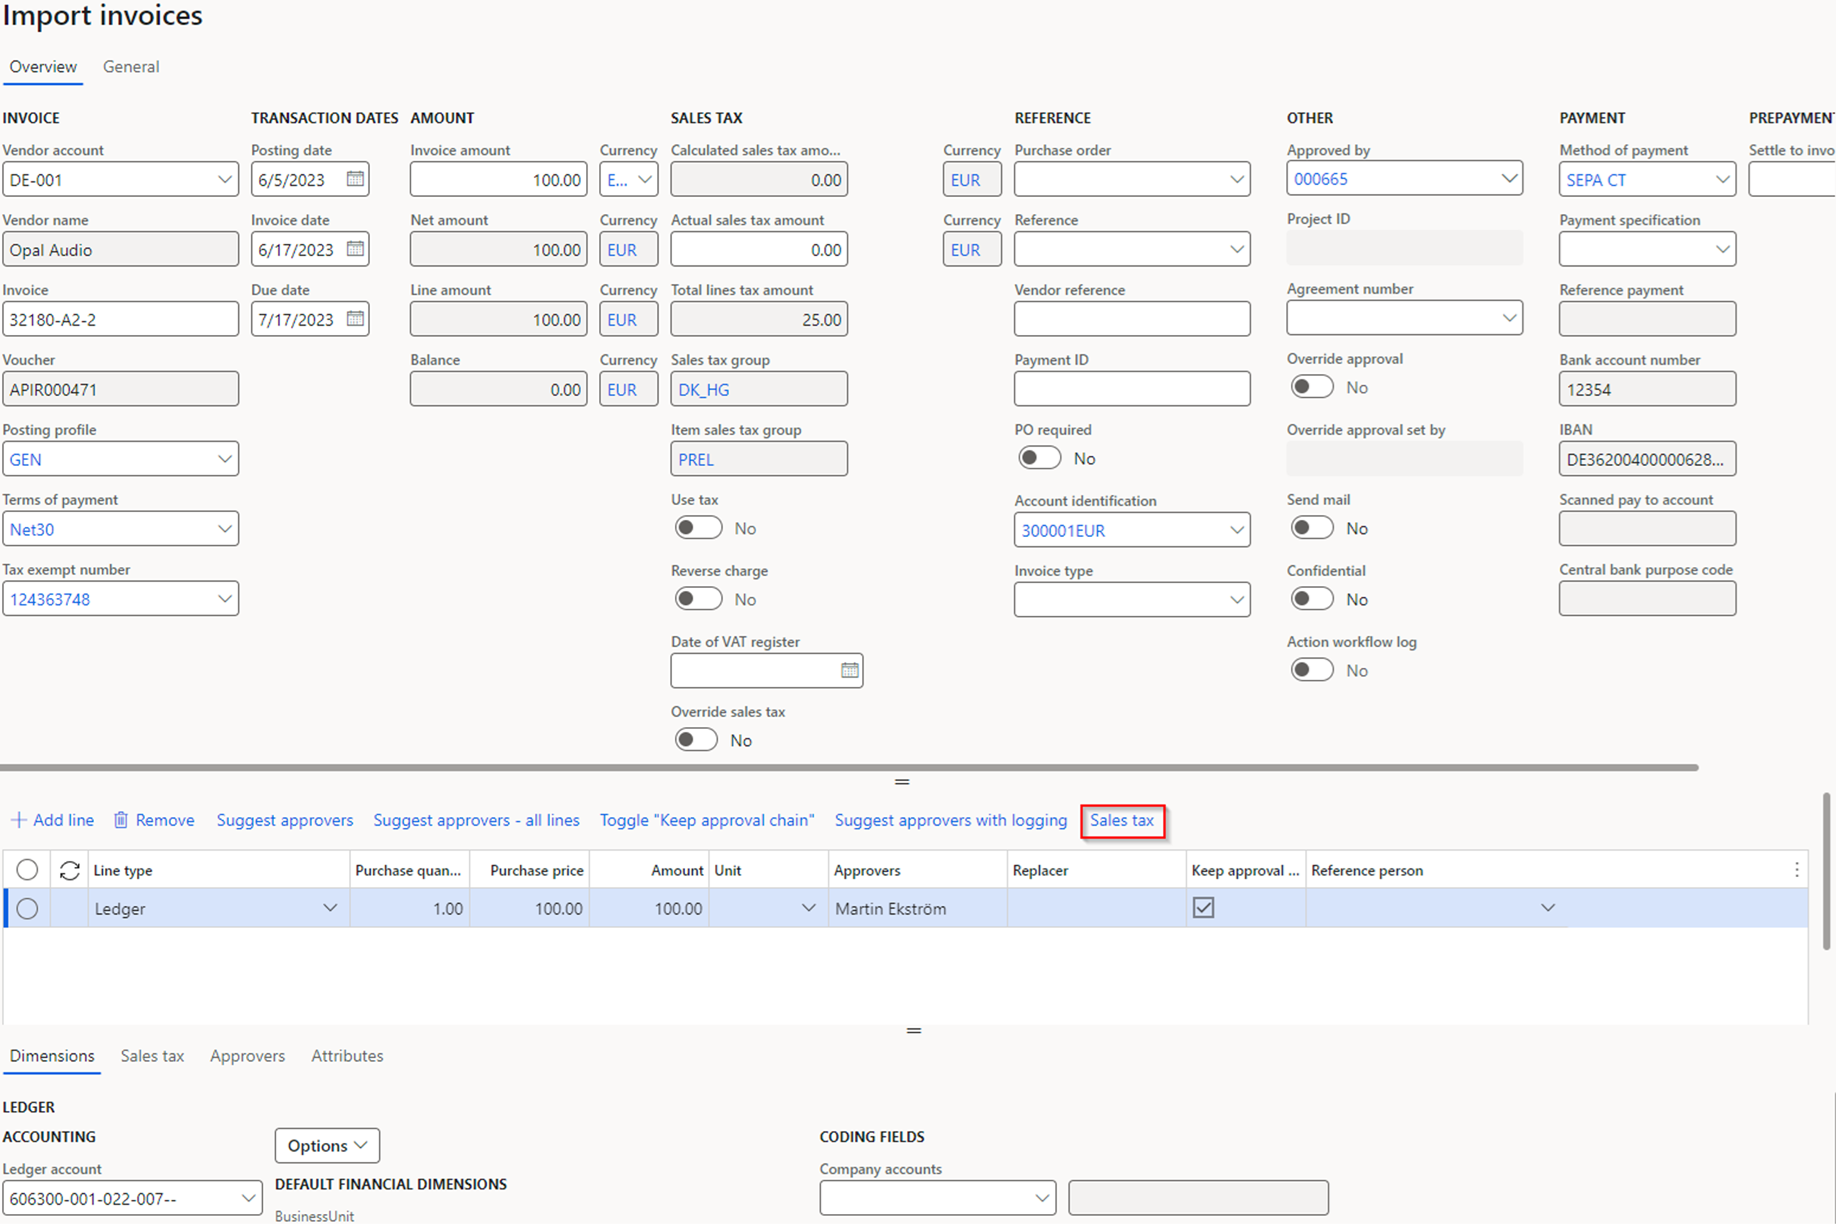 Import invoices
Overview General
INVOICE TRANSACTION DATES AMOUNT SALES TAX REFERENCE OTHER PAYMENT PREPAYMEN
Vendor account Posting date Invoice amount Currency Calculated sales tax amo... Currency Purchase order Approved by Method of payment Settle to invo
DE-001 6/5/2023 100.00 E... 0.00 EUR 000665 SEPA CT
Vendor name Invoice date Net amount Currency Actual sales tax amount Currency Reference Project ID Payment specification
Opal Audio 6/17/2023 100.00 EUR 0.00 EUR
Invoice Due date Line amount Currency Total lines tax amount Vendor reference Agreement number Reference payment
32180-A2-2 7/17/2023 100.00 EUR 25.00
Voucher Balance Currency Sales tax group Payment ID Override approval Bank account number
APIR000471 0.00 EUR DK_HG No 12354
Posting profile Item sales tax group PO required Override approval set by IBAN
GEN PREL No DE36200400000628...
Terms of payment Use tax Account identification Send mail Scanned pay to account
Net30 No 300001EUR No
Tax exempt number Reverse charge Invoice type Confidential Central bank purpose code
124363748 No No
Date of VAT register Action workflow log
No
Override sales tax
No
Add line Remove Suggest approvers Suggest approvers - all lines Toggle "Keep approval chain" Suggest approvers with logging Sales tax
Line type Purchase quan... Purchase price Amount Unit Approvers Replacer Keep approval ... Reference person
Ledger 1.00 100.00 100.00 Martin Ekström
Dimensions Sales tax Approvers Attributes
LEDGER
ACCOUNTING Options CODING FIELDS
Ledger account Company accounts
606300-001-022-007-- DEFAULT FINANCIAL DIMENSIONS
BusinessUnit